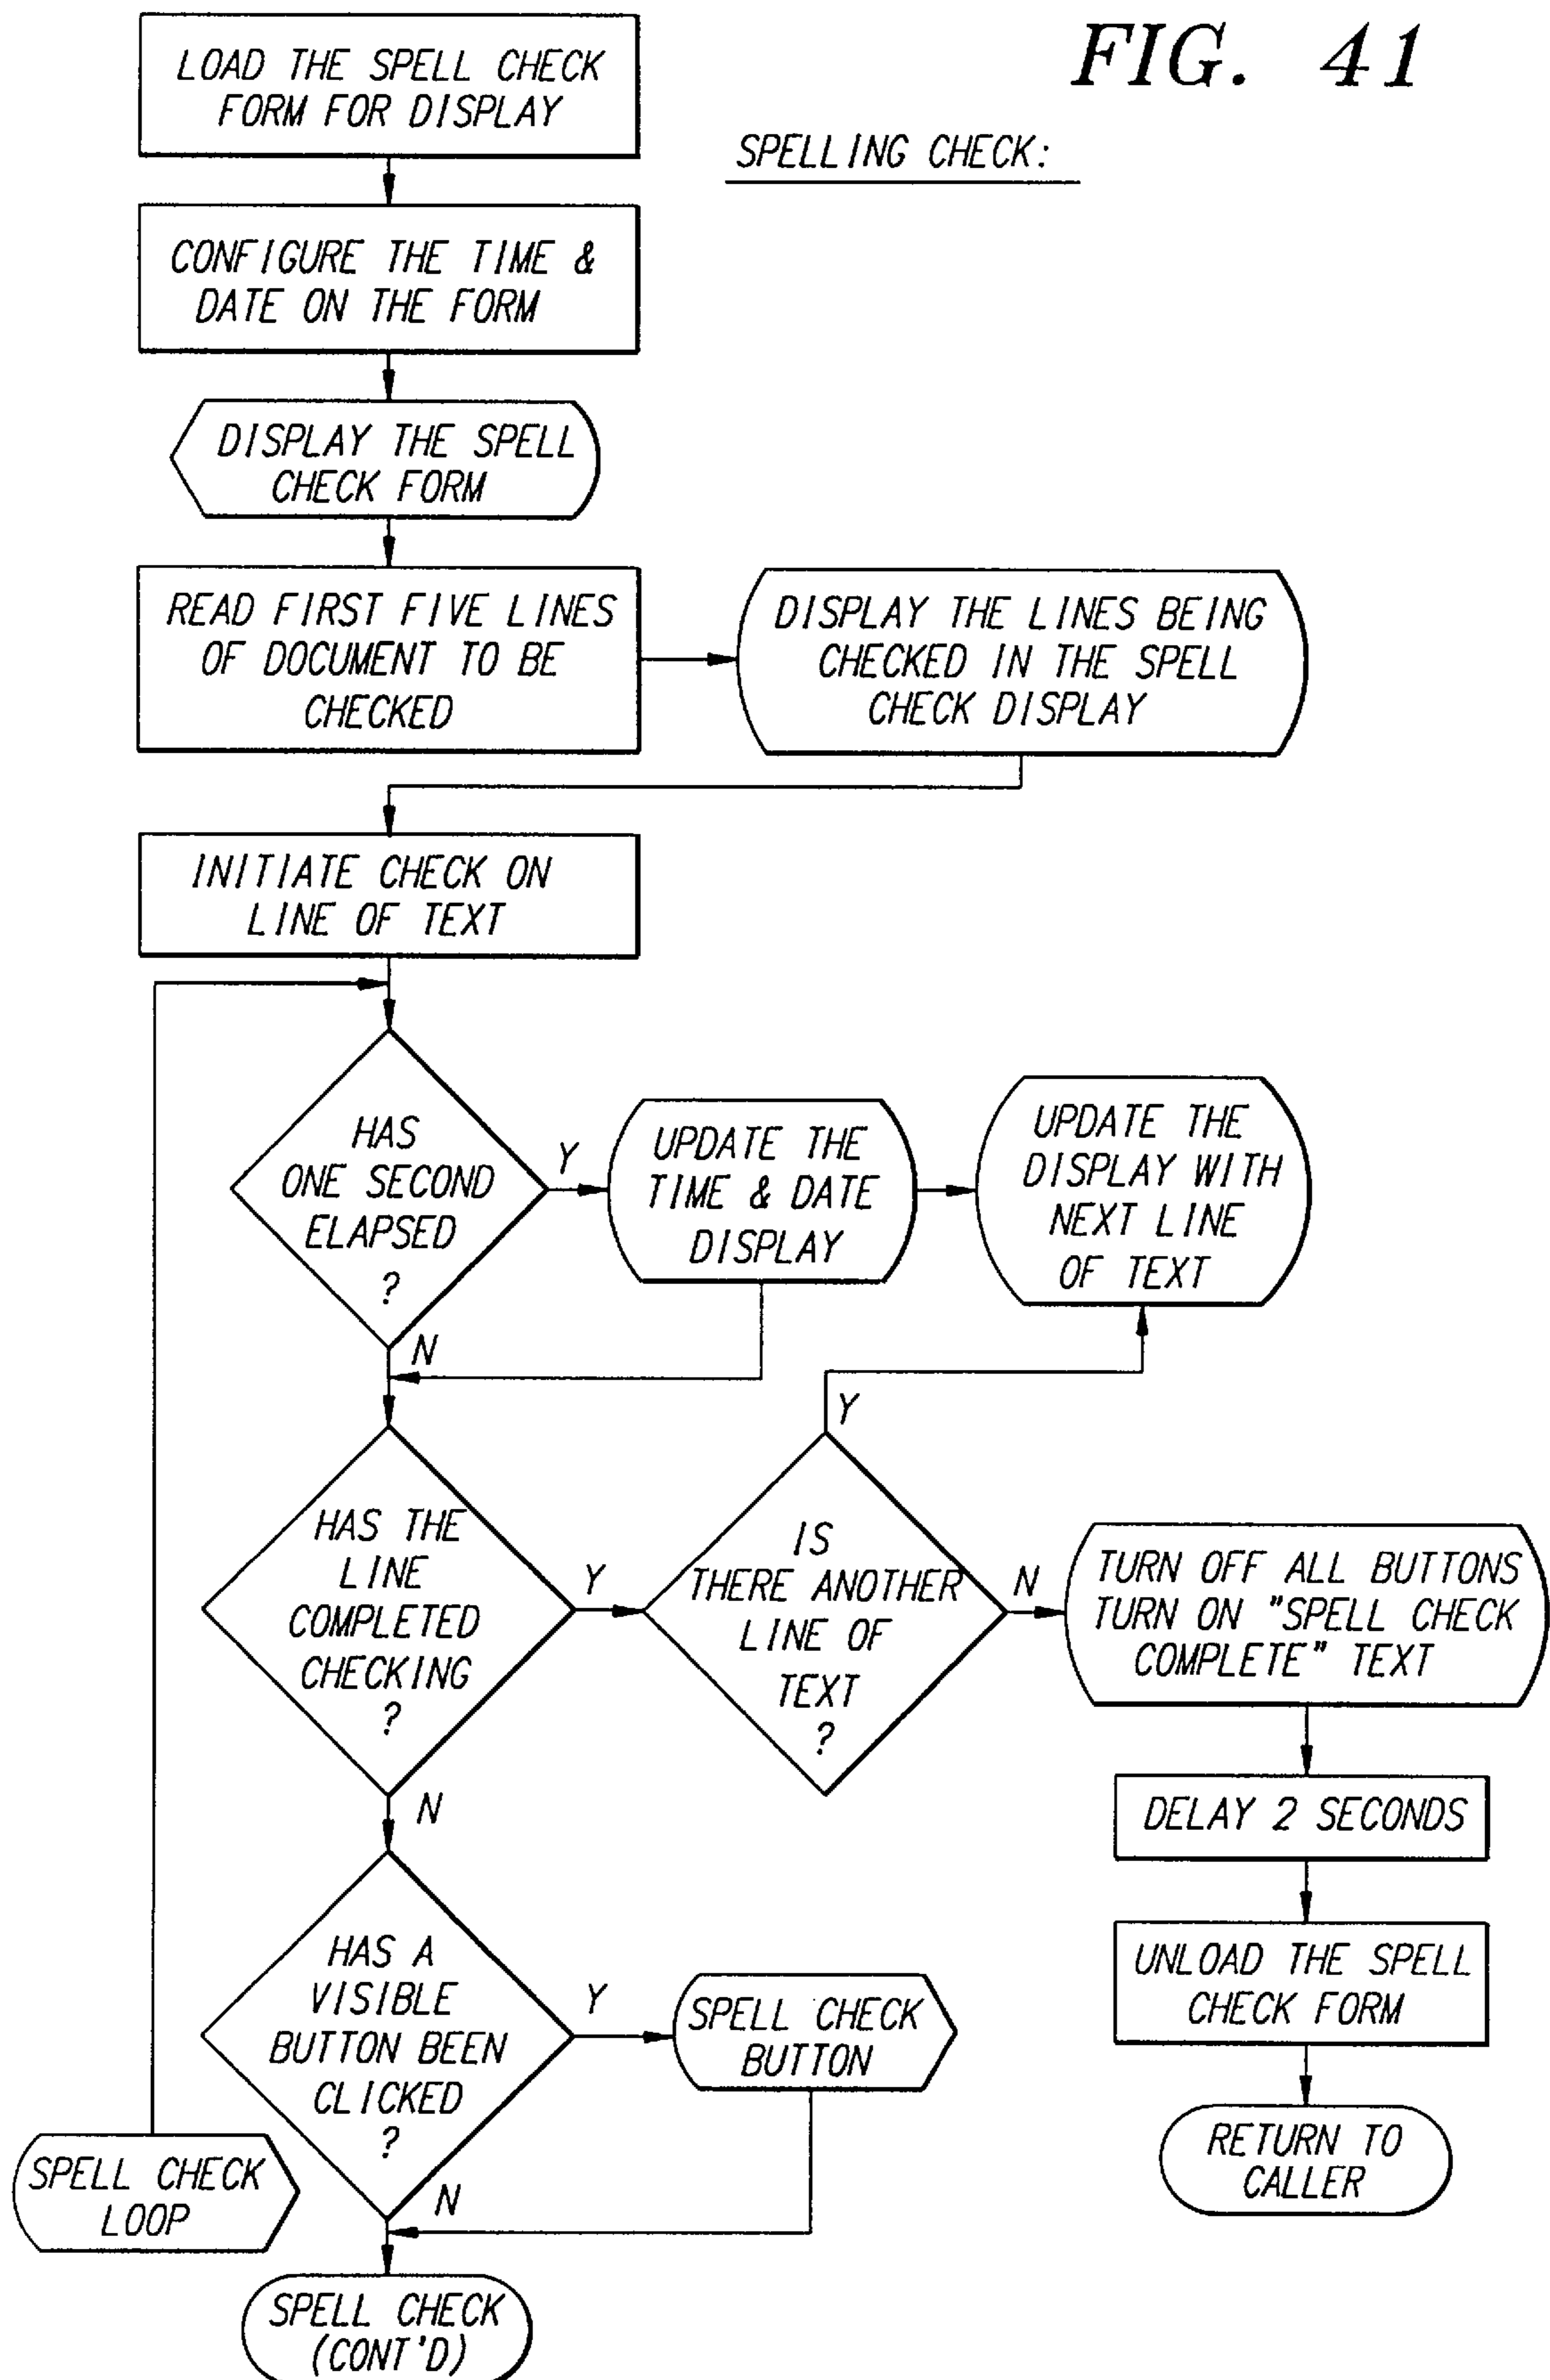 FIG. 41
SPELLING CHECK:
LOAD THE SPELL CHECK
FORM FOR DISPLAY
CONFIGURE THE TIME &
DATE ON THE FORM
DISPLAY THE SPELL
CHECK FORM
READ FIRST FIVE LINES
OF DOCUMENT TO BE
CHECKED
DISPLAY THE LINES BEING
CHECKED IN THE SPELL
CHECK DISPLAY
INITIATE CHECK ON
LINE OF TEXT
HAS
ONE SECOND
ELAPSED
?
Y
N
UPDATE THE
TIME & DATE
DISPLAY
UPDATE THE
DISPLAY WITH
NEXT LINE
OF TEXT
HAS THE
LINE
COMPLETED
CHECKING
?
Y
N
IS
THERE ANOTHER
LINE OF
TEXT
?
Y
N
TURN OFF ALL BUTTONS
TURN ON "SPELL CHECK
COMPLETE" TEXT
DELAY 2 SECONDS
UNLOAD THE SPELL
CHECK FORM
RETURN TO
CALLER
HAS A
VISIBLE
BUTTON BEEN
CLICKED
?
Y
N
SPELL CHECK
BUTTON
SPELL CHECK
LOOP
SPELL CHECK
(CONT'D)